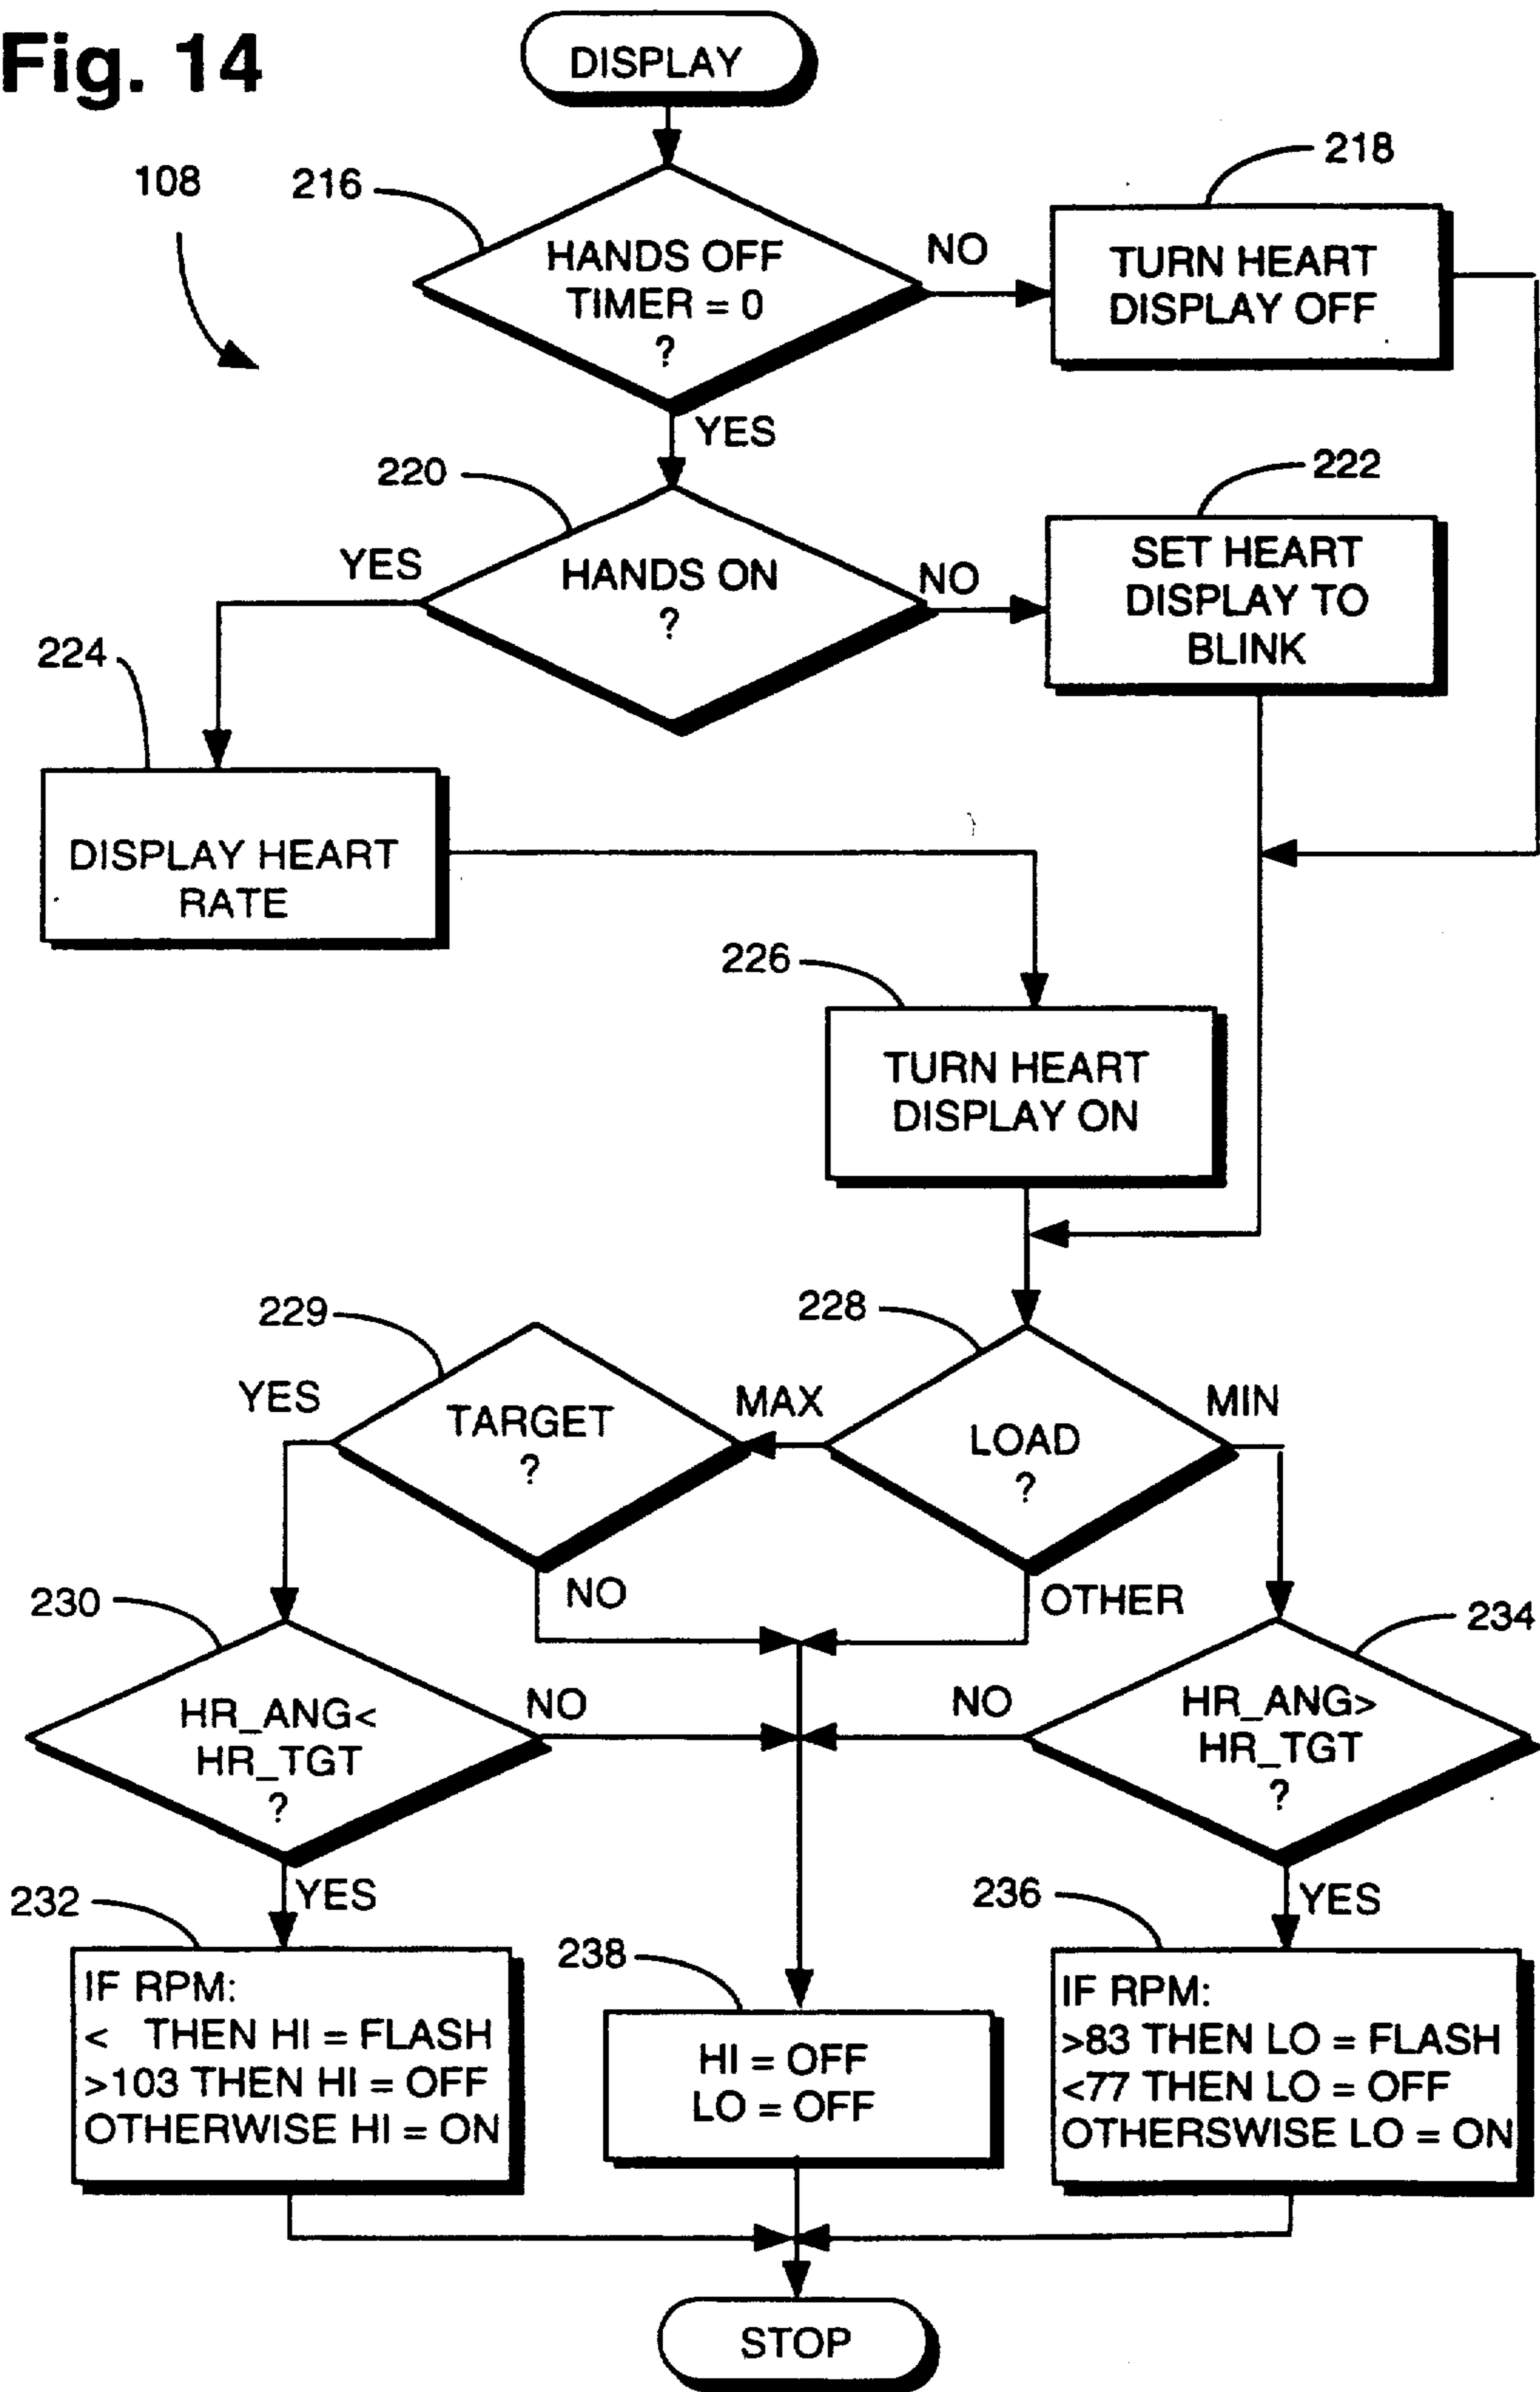 Fig. 14
DISPLAY
108
216
HANDS OFF
TIMER = 0
?
NO
218
TURN HEART
DISPLAY OFF
YES
220
HANDS ON
?
YES
NO
222
SET HEART
DISPLAY TO
BLINK
224
DISPLAY HEART
RATE
226
TURN HEART
DISPLAY ON
229
TARGET
?
YES
MAX
228
LOAD
?
MIN
NO
OTHER
230
HR_ANG<
HR_TGT
?
NO
NO
234
HR_ANG>
HR_TGT
?
YES
232
IF RPM:
< THEN HI = FLASH
>103 THEN HI = OFF
OTHERWISE HI = ON
238
HI = OFF
LO = OFF
YES
236
IF RPM:
>83 THEN LO = FLASH
<77 THEN LO = OFF
OTHERSWISE LO = ON
STOP